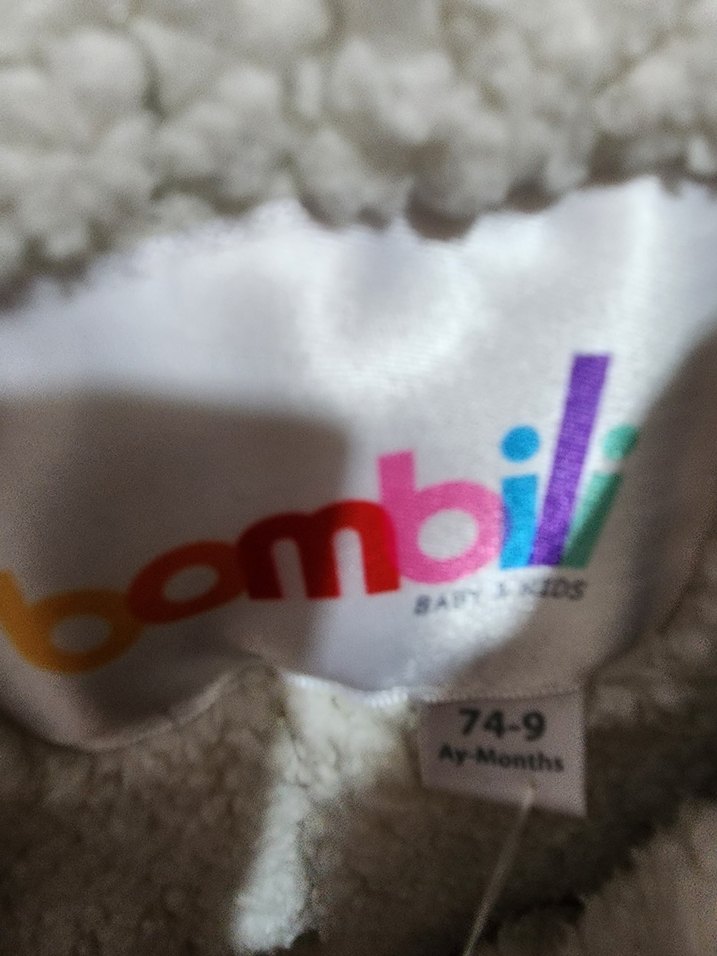 bombili
BABY & KIDS
74-9
Ay-Months